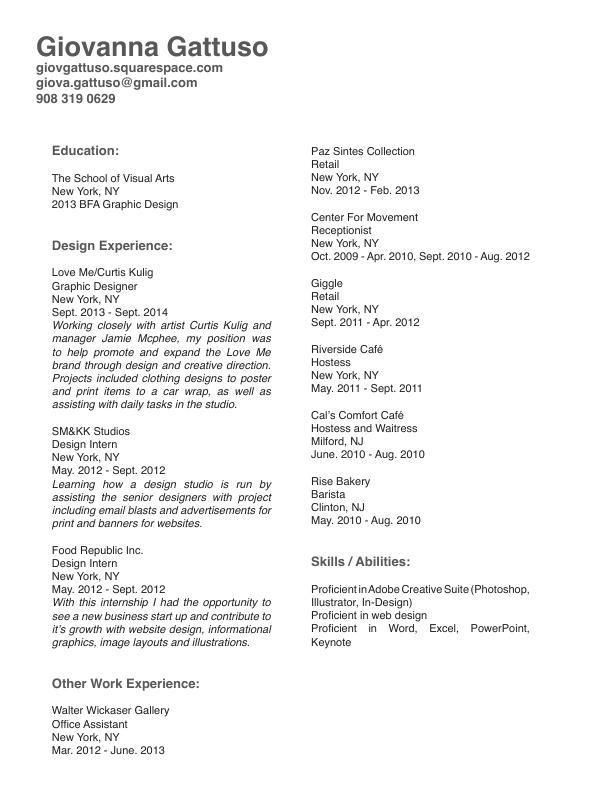 Giovanna Gattuso
giovgattuso.squarespace.com
giova.gattuso@gmail.com
908 319 0629
Education:
The School of Visual Arts
New York, NY
2013 BFA Graphic Design
Design Experience:
Love Me/Curtis Kulig
Graphic Designer
New York, NY
Sept. 2013 - Sept. 2014
Working closely with artist Curtis Kulig and
manager Jamie Mcphee, my position was
to help promote and expand the Love Me
brand through design and creative direction.
Projects included clothing designs to poster
and print items to a car wrap, as well as
assisting with daily tasks in the studio.
SM&KK Studios
Design Intern
New York, NY
May. 2012 - Sept. 2012
Learning how a design studio is run by
assisting the senior designers with project
including email blasts and advertisements for
print and banners for websites.
Food Republic Inc.
Design Intern
New York, NY
May. 2012 - Sept. 2012
With this internship I had the opportunity to
see a new business start up and contribute to
it's growth with website design, informational
graphics, image layouts and illustrations.
Other Work Experience:
Walter Wickaser Gallery
Office Assistant
New York, NY
Mar. 2012 - June. 2013
Paz Sintes Collection
Retail
New York, NY
Nov. 2012 - Feb. 2013
Center For Movement
Receptionist
New York, NY
Oct. 2009 - Apr. 2010, Sept. 2010 - Aug. 2012
Giggle
Retail
New York, NY
Sept. 2011 - Apr. 2012
Riverside Café
Hostess
New York, NY
May. 2011 - Sept. 2011
Cal's Comfort Café
Hostess and Waitress
Milford, NJ
June. 2010 - Aug. 2010
Rise Bakery
Barista
Clinton, NJ
May. 2010 - Aug. 2010
Skills / Abilities:
Proficient in Adobe Creative Suite (Photoshop,
Illustrator, In-Design)
Proficient in web design
Proficient in Word, Excel, PowerPoint,
Keynote